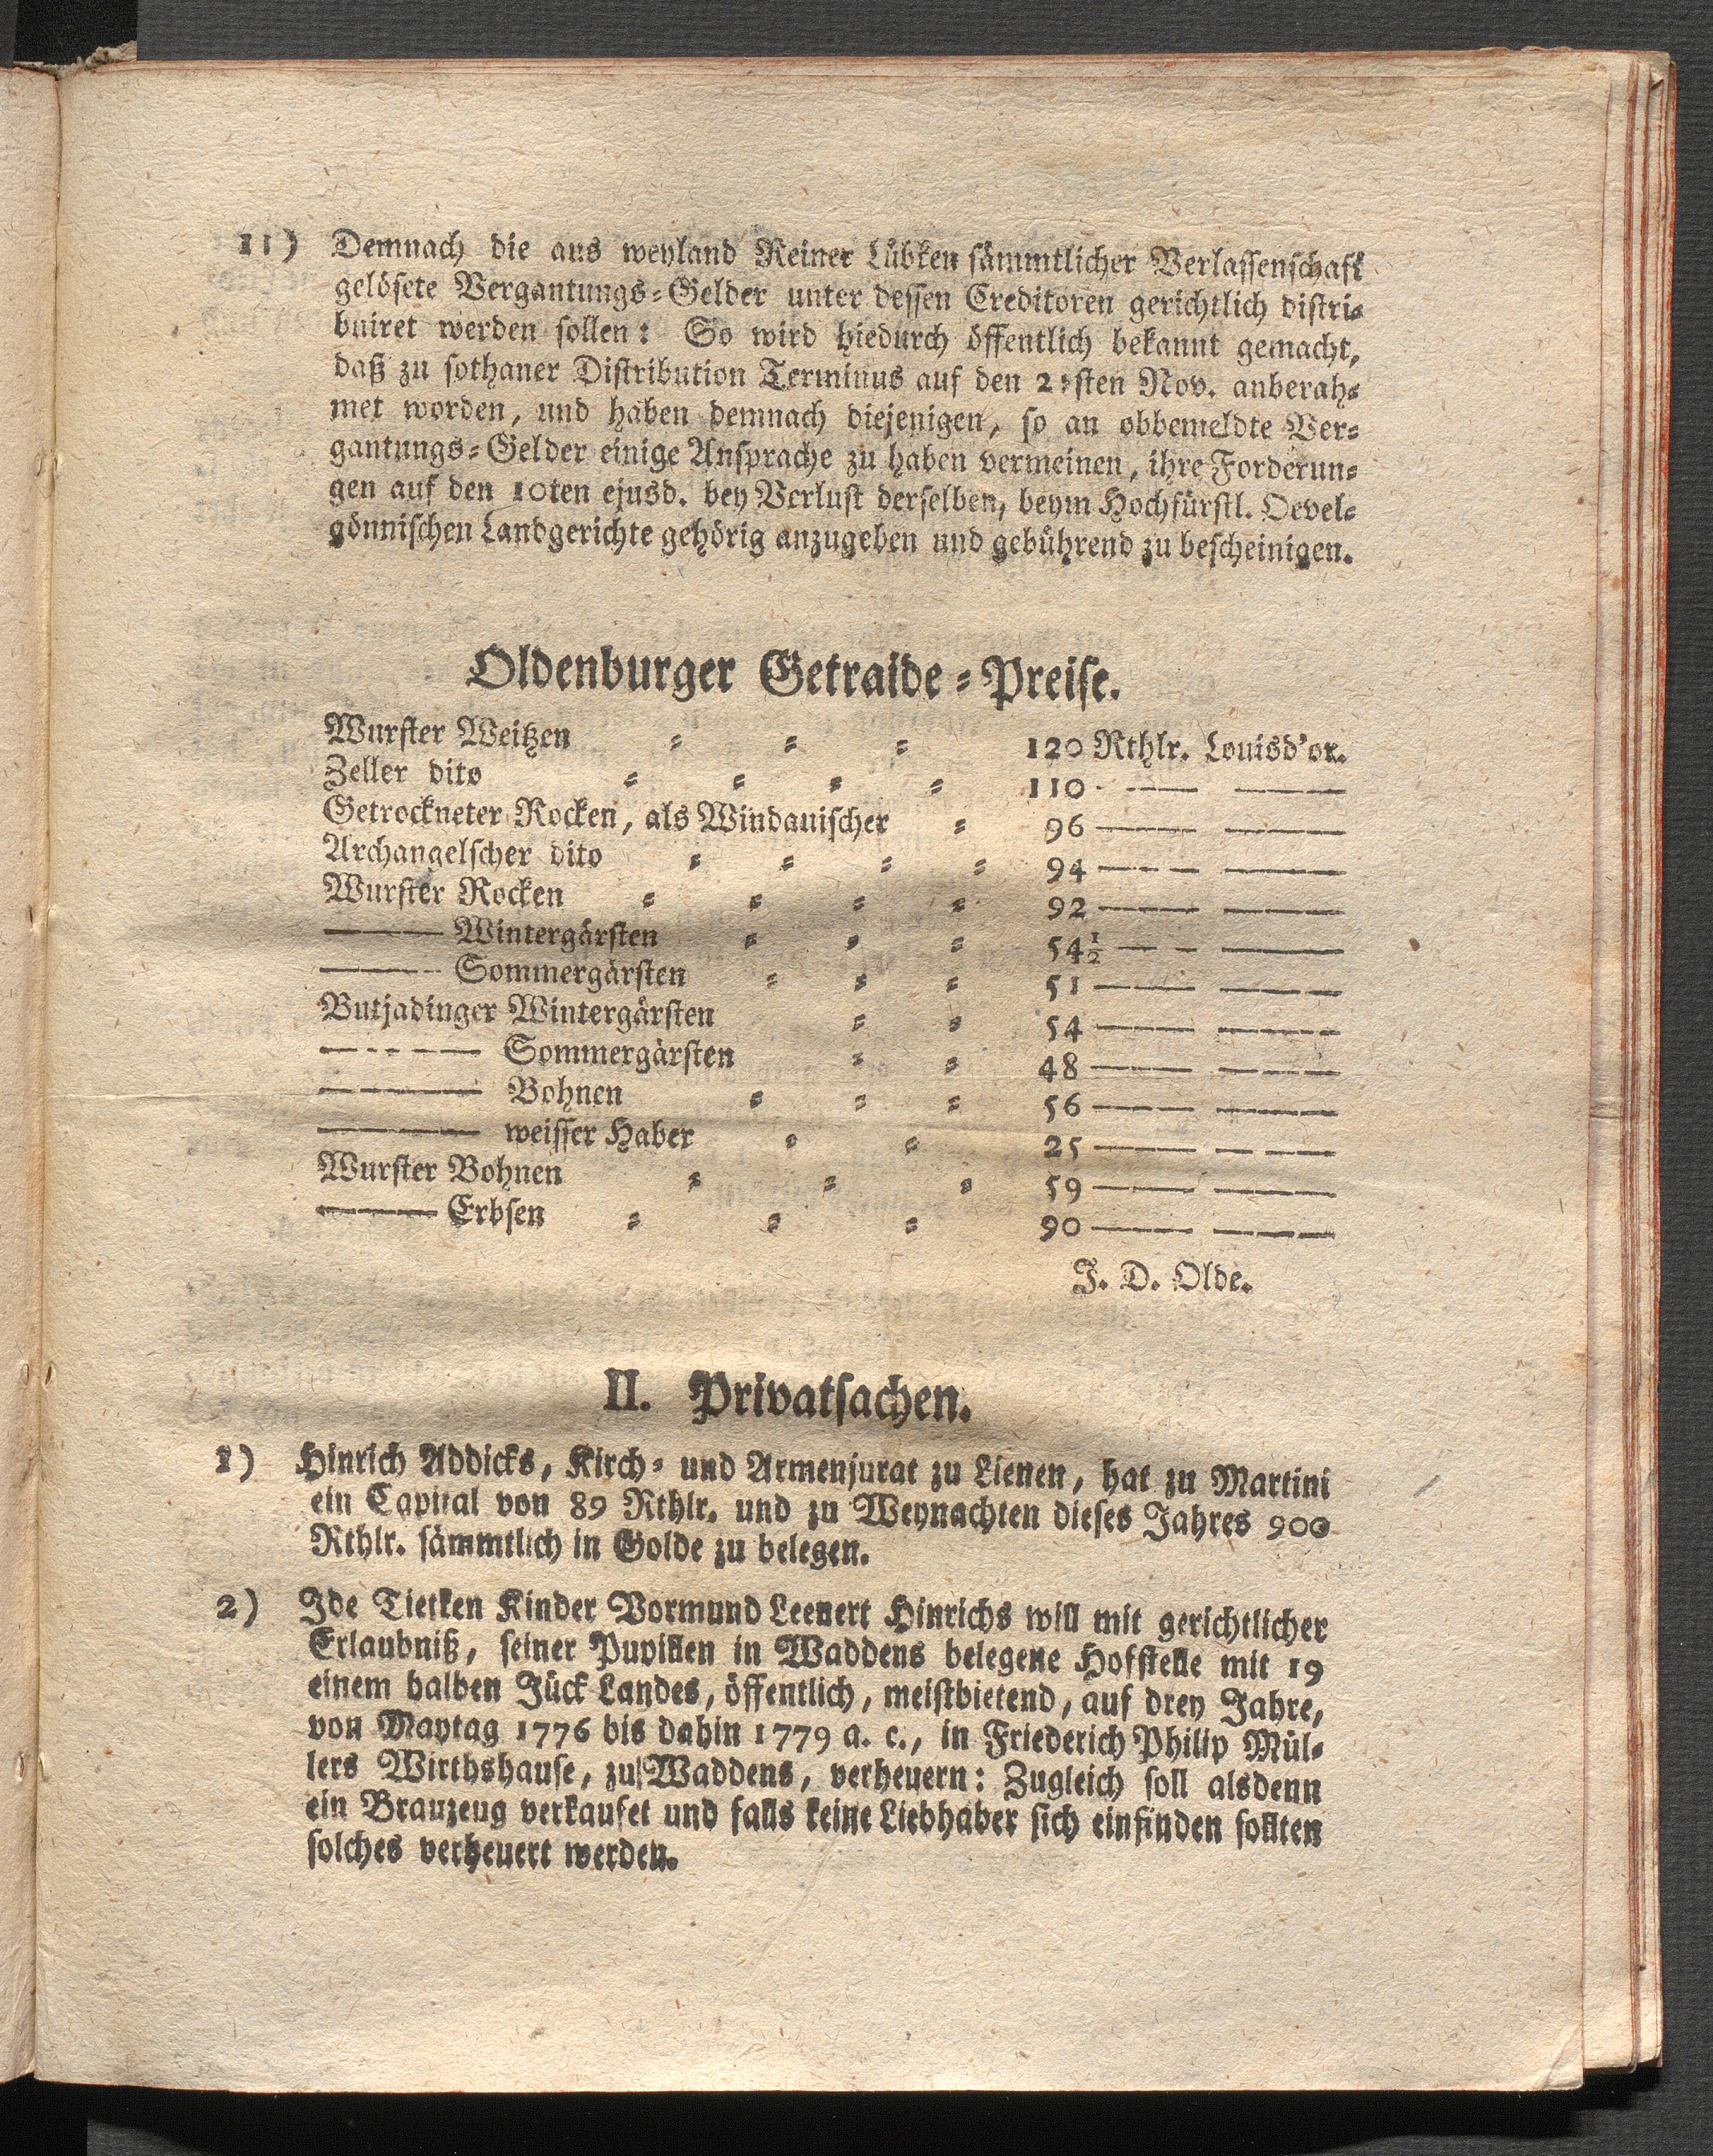 11) Demnach die aus weyland Reiner Lübken sämmtlicher Verlassenschaft
gelösete Vergantungs-Gelder unter dessen Creditoren gerichtlich distri-
buiret werden sollen: So wird hiedurch öffentlich bekannt gemacht,
daß zu sothaner Distribution Terminus auf den 21sten Nov. anberah-
met worden, und haben demnach diejenigen, so an obbemeldte Ver-
gantungs-Gelder einige Ansprache zu haben vermeinen, ihre Forderun-
gen auf den 10ten ejusd. bey Verlust derselben, beym Hochfürstl. Oevel-
gönnischen Landgerichte gehörig anzugeben und gebührend zu bescheinigen.
Oldenburger Getraide-Preise.
Wurster Weitzen - - - 120 Rthlr. Louisd'or.
Zeller dito - - - - 110 — —
Getrockneter Rocken, als Windauischer - 96 — —
Archangelscher dito - - - - 94 — —
Wurster Rocken - - - - 92 — —
— Wintergärsten - - - 54½ — —
— Sommergärsten - - - 51 — —
Butjadinger Wintergärsten - - 54 — —
— Sommergärsten - - 48 — —
— Bohnen - - - 56 — —
— weisser Haber - - 25 — —
Wurster Bohnen - - - 59 — —
— Erbsen - - - 90 — —
J. D. Olde.
II. Privatsachen.
1) Hinrich Addicks, Kirch- und Armenjurat zu Lienen, hat zu Martini
ein Capital von 89 Rthlr. und zu Weynachten dieses Jahres 900
Rthlr. sämmtlich in Golde zu belegen.
2) Ide Tietken Kinder Vormund Leenert Hinrichs will mit gerichtlicher
Erlaubniß, seiner Pupillen in Waddens belegene Hofstelle mit 19
einem halben Jück Landes, öffentlich, meistbietend, auf drey Jahre,
von Maytag 1776 bis dahin 1779 a. c., in Friederich Philip Mül-
lers Wirthshause, zu Waddens, verheuern: Zugleich soll alsdenn
ein Brauzeug verkaufet und falls keine Liebhaber sich einfinden sollten
solches verheuert werden.